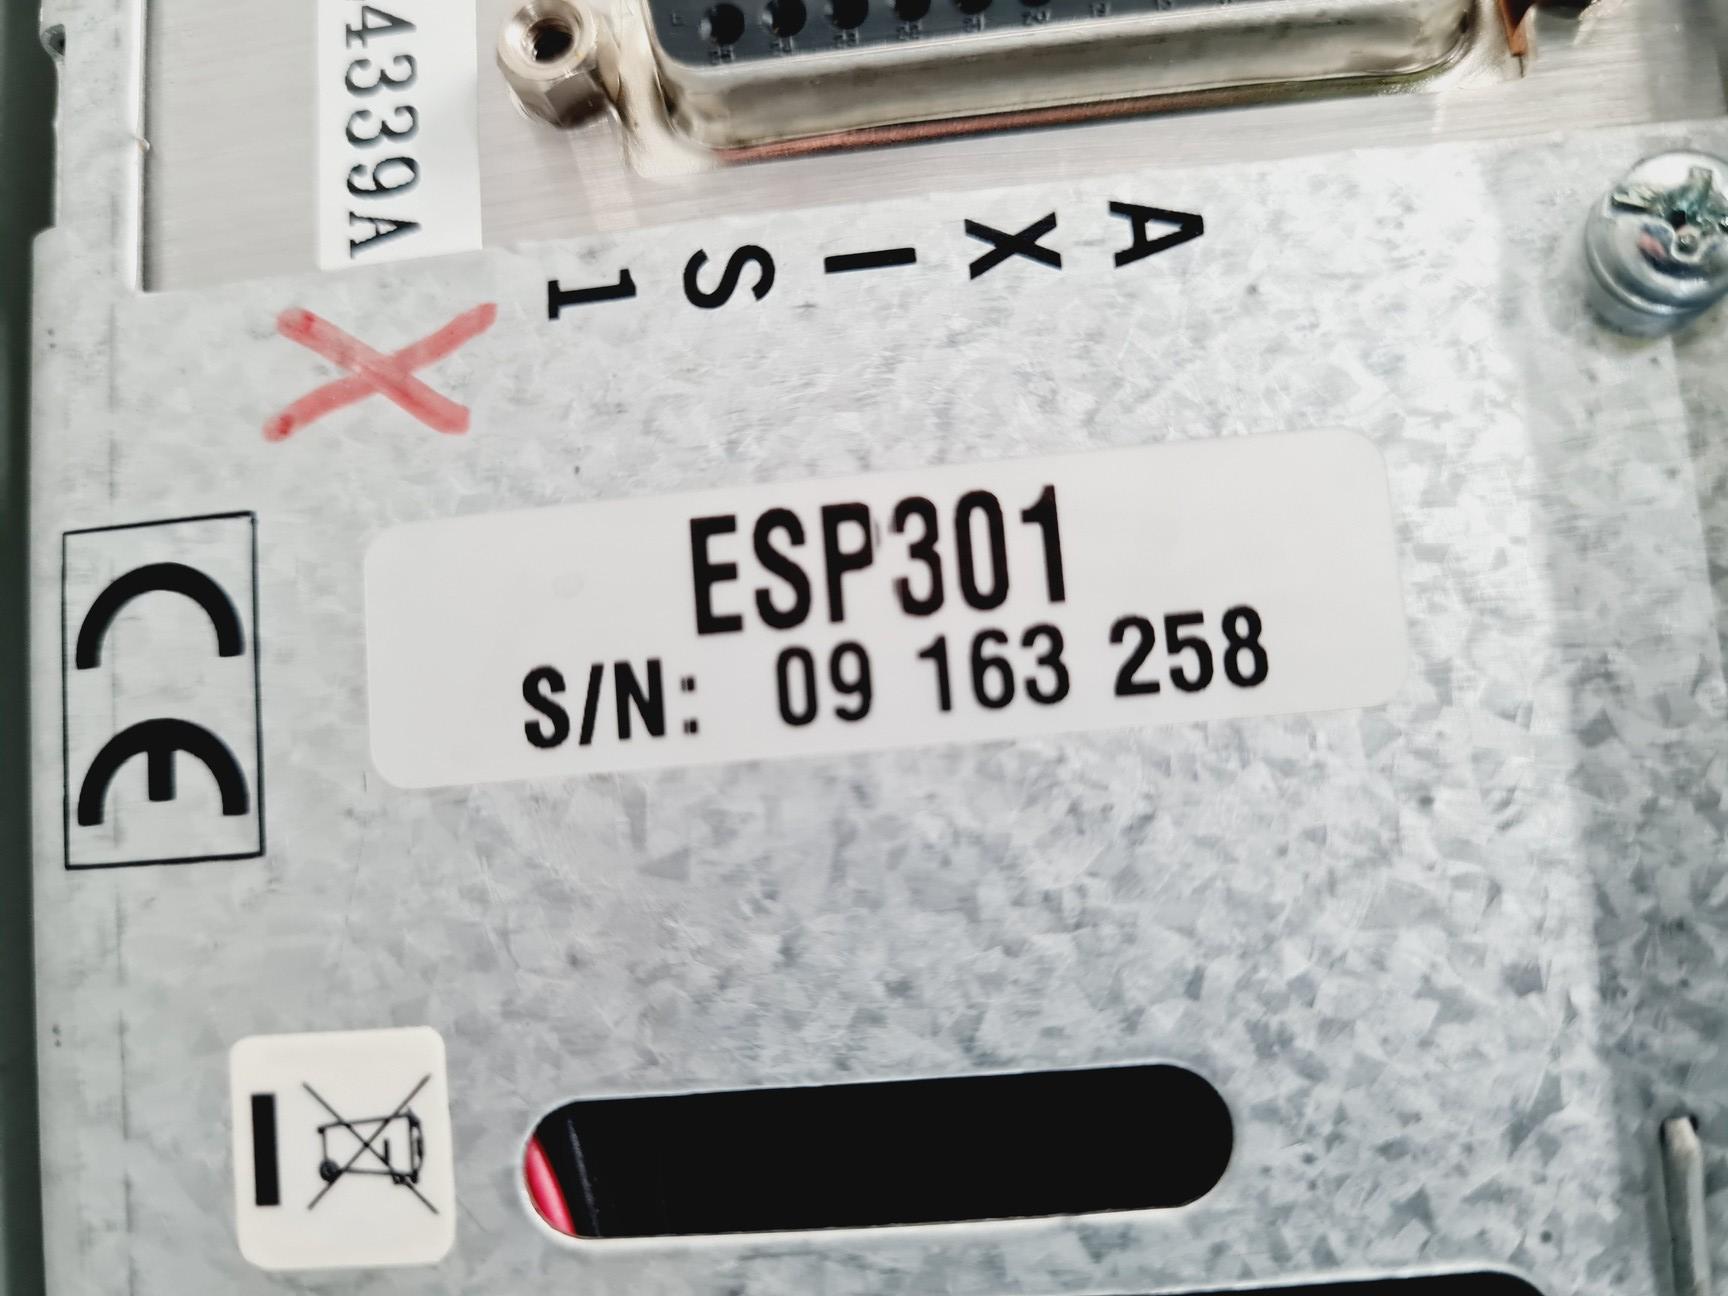 4339A
AXIS 1
ESP301
S/N: 09 163 258
CE